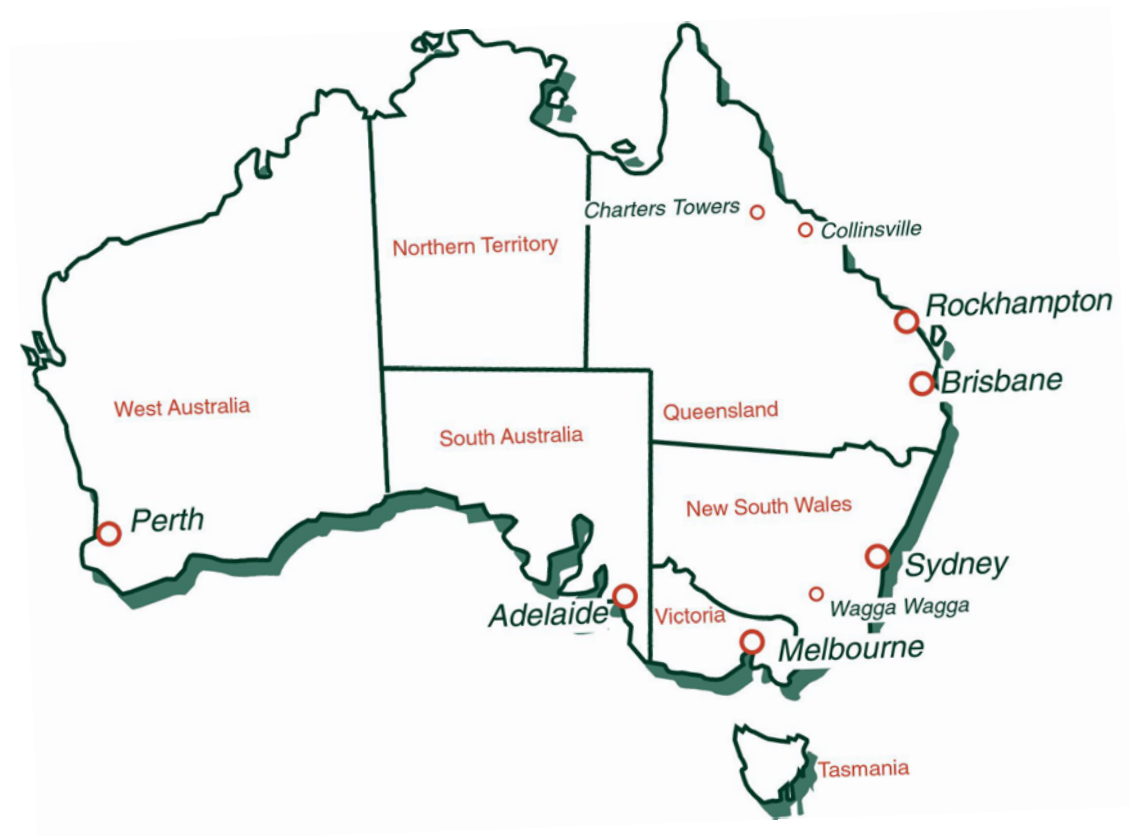 Charters Towers
Collinsville
Northern Territory
Rockhampton
Brisbane
West Australia
Queensland
South Australia
New South Wales
Perth
Sydney
Adelaide
Wagga Wagga
Victoria
Melbourne
Tasmania